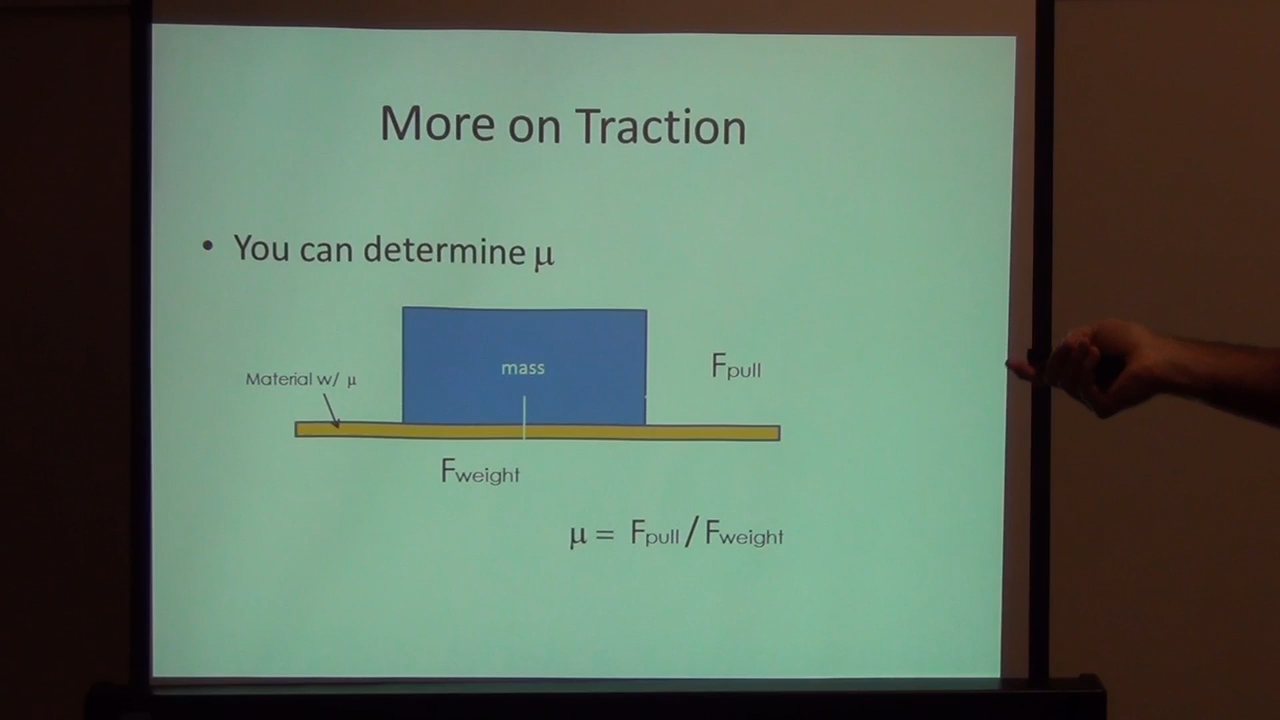 More on Traction
• You can determine μ
mass
Fpull
Material w/ μ
Fweight
μ = Fpull / Fweight